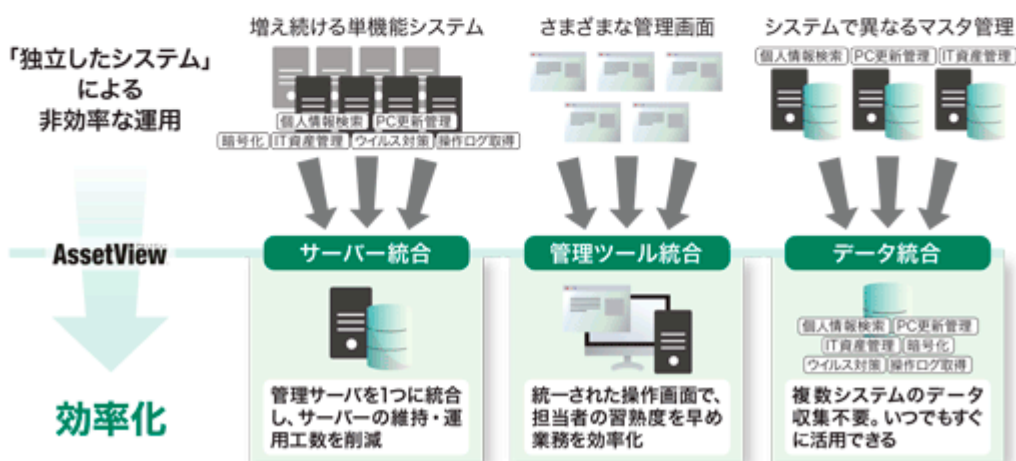 「独立したシステム」
による
非効率な運用
増え続ける単機能システム
個人情報検索 PC更新管理
暗号化 IT資産管理 ウイルス対策 操作ログ取得
さまざまな管理画面
システムで異なるマスタ管理
個人情報検索 PC更新管理 IT資産管理
AssetView
効率化
サーバー統合
管理サーバを1つに統合
し、サーバーの維持・運
用工数を削減
管理ツール統合
統一された操作画面で、
担当者の習熟度を早め
業務を効率化
データ統合
個人情報検索 PC更新管理
IT資産管理 暗号化
ウイルス対策 操作ログ取得
複数システムのデータ
収集不要。いつでもすぐ
に活用できる